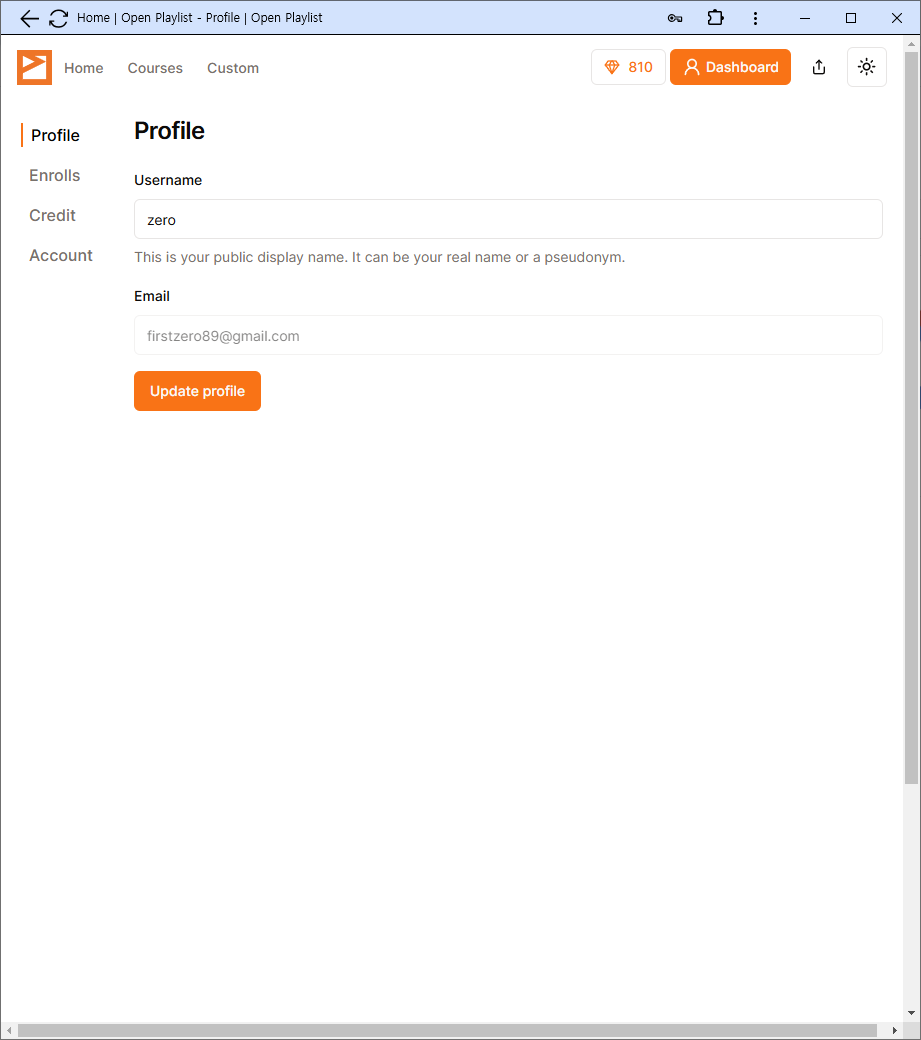 Home | Open Playlist - Profile | Open Playlist
Home Courses Custom 810 Dashboard
Profile
Enrolls
Credit
Account
Profile
Username
zero
This is your public display name. It can be your real name or a pseudonym.
Email
firstzero89@gmail.com
Update profile